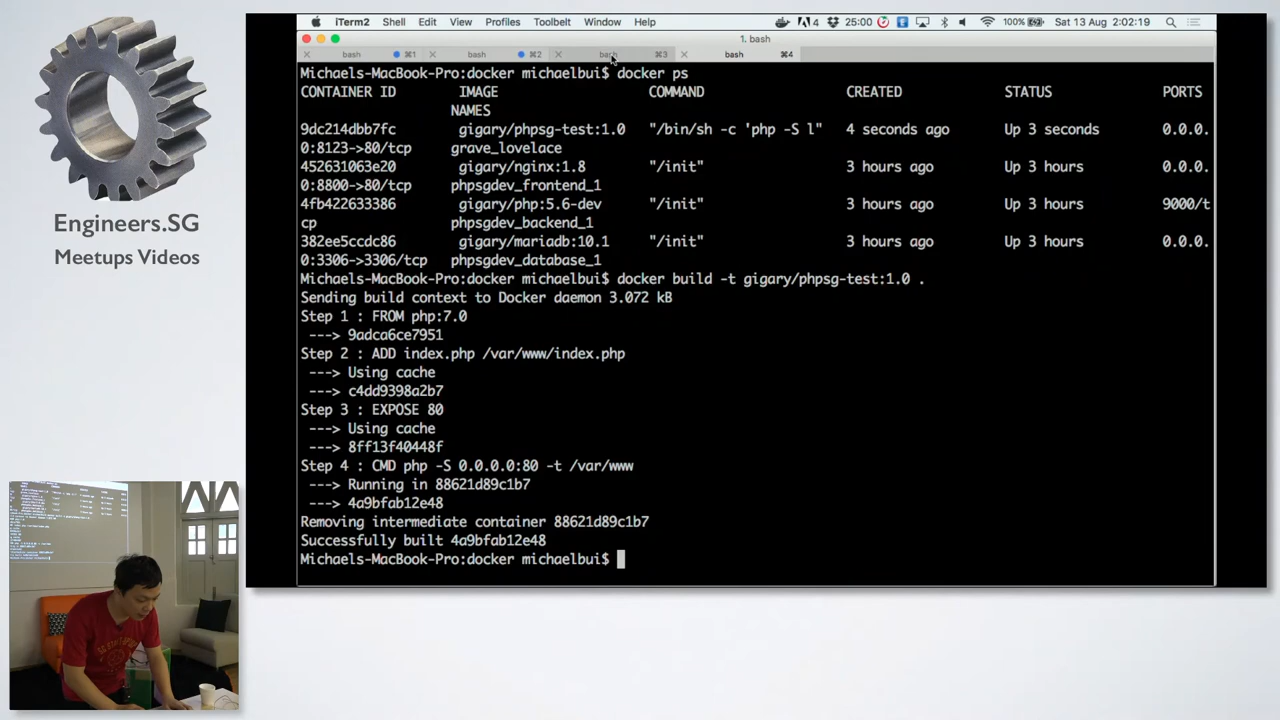 iTerm2 Shell Edit View Profiles Toolbelt Window Help 4 25:00 100% Sat 13 Aug 2:02:19
1. bash
bash ⌘1 bash ⌘2 bash ⌘3 bash ⌘4
Michaels-MacBook-Pro:docker michaelbui$ docker ps
CONTAINER ID IMAGE COMMAND CREATED STATUS PORTS
NAMES
9dc214dbb7fc gigary/phpsg-test:1.0 "/bin/sh -c 'php -S l" 4 seconds ago Up 3 seconds 0.0.0.
0:8123->80/tcp grave_lovelace
452631063e20 gigary/nginx:1.8 "/init" 3 hours ago Up 3 hours 0.0.0.
0:8800->80/tcp phpsgdev_frontend_1
4fb422633386 gigary/php:5.6-dev "/init" 3 hours ago Up 3 hours 9000/t
cp phpsgdev_backend_1
382ee5ccdc86 gigary/mariadb:10.1 "/init" 3 hours ago Up 3 hours 0.0.0.
0:3306->3306/tcp phpsgdev_database_1
Michaels-MacBook-Pro:docker michaelbui$ docker build -t gigary/phpsg-test:1.0 .
Sending build context to Docker daemon 3.072 kB
Step 1 : FROM php:7.0
---> 9adca6ce7951
Step 2 : ADD index.php /var/www/index.php
---> Using cache
---> c4dd9398a2b7
Step 3 : EXPOSE 80
---> Using cache
---> 8ff13f40448f
Step 4 : CMD php -S 0.0.0.0:80 -t /var/www
---> Running in 88621d89c1b7
---> 4a9bfab12e48
Removing intermediate container 88621d89c1b7
Successfully built 4a9bfab12e48
Michaels-MacBook-Pro:docker michaelbui$
Engineers.SG
Meetups Videos